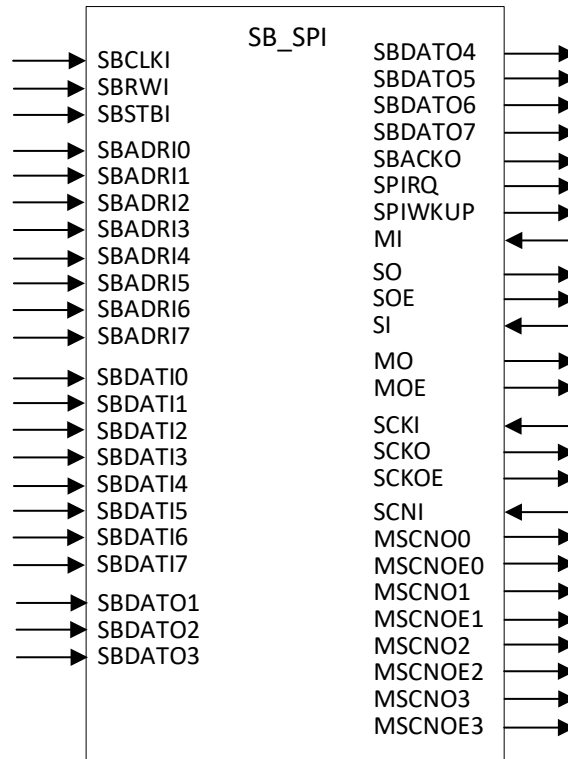 SB_SPI
SBCLKI
SBRWI
SBSTBI
SBADRI0
SBADRI1
SBADRI2
SBADRI3
SBADRI4
SBADRI5
SBADRI6
SBADRI7
SBDATI0
SBDATI1
SBDATI2
SBDATI3
SBDATI4
SBDATI5
SBDATI6
SBDATI7
SBDATO1
SBDATO2
SBDATO3
SBDATO4
SBDATO5
SBDATO6
SBDATO7
SBACKO
SPIRQ
SPIWKUP
MI
SO
SOE
SI
MO
MOE
SCKI
SCKO
SCKOE
SCNI
MSCNO0
MSCNOE0
MSCNO1
MSCNOE1
MSCNO2
MSCNOE2
MSCNO3
MSCNOE3